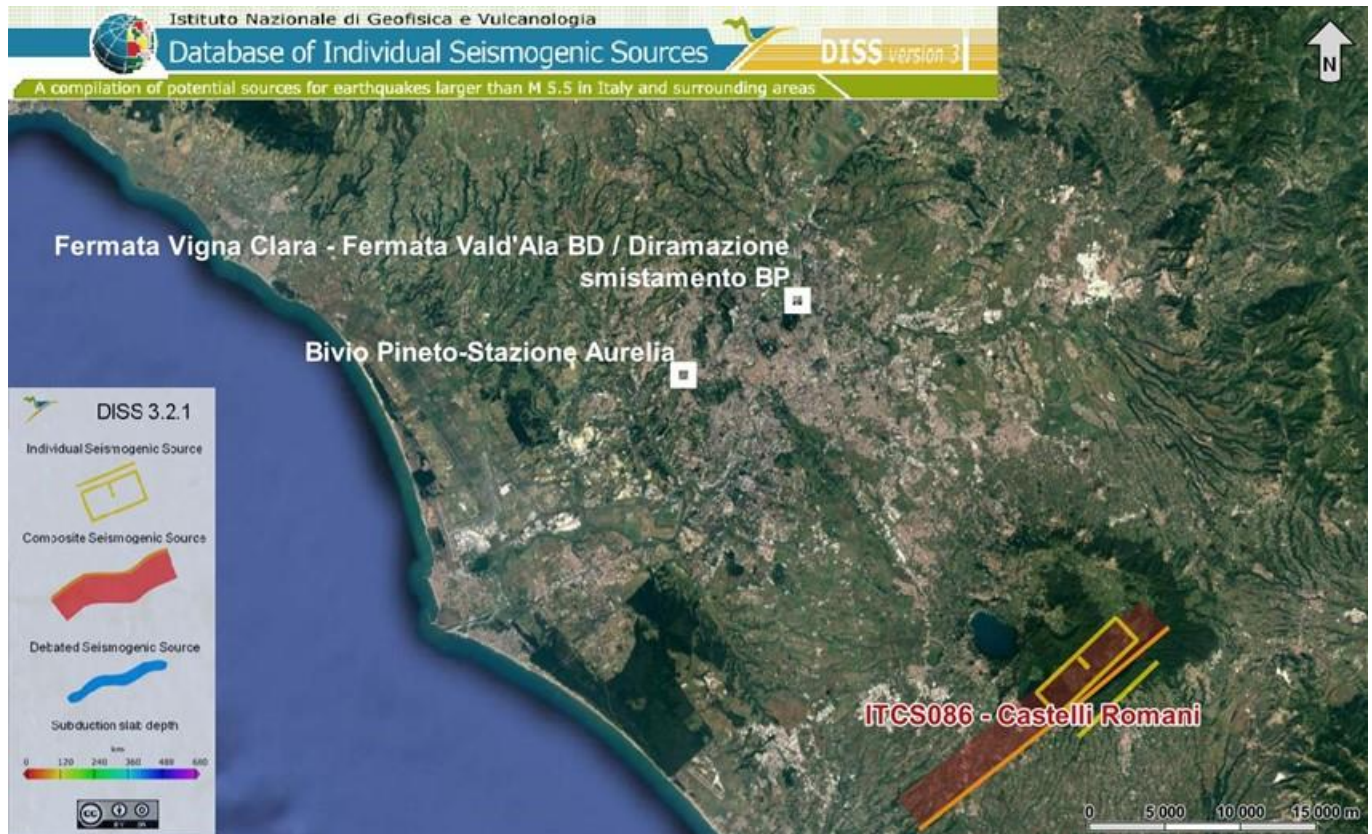 Istituto Nazionale di Geofisica e Vulcanologia
Database of Individual Seismogenic Sources
DISS version 3
A compilation of potential sources for earthquakes larger than M 5.5 in Italy and surrounding areas
N
Fermata Vigna Clara - Fermata Vald'Ala BD / Diramazione
smistamento BP
Bivio Pineto-Stazione Aurelia
DISS 3.2.1
Individual Seismogenic Source
Composite Seismogenic Source
Debated Seismogenic Source
Subduction slab depth
km
0 120 240 360 480 600
cc
BY SA
ITCS086 - Castelli Romani
0 5 000 10 000 15 000 m